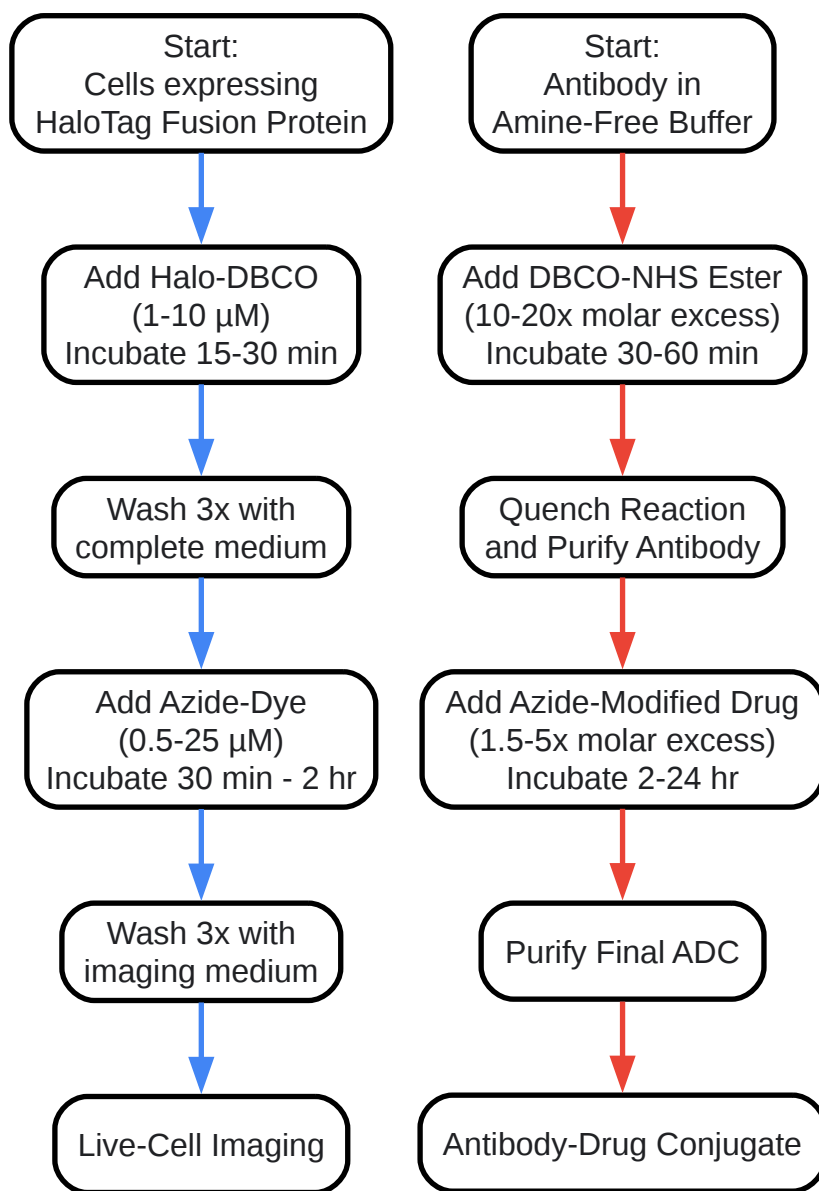 Start:
Cells expressing
HaloTag Fusion Protein
Add Halo-DBCO
(1-10 µM)
Incubate 15-30 min
Wash 3x with
complete medium
Add Azide-Dye
(0.5-25 µM)
Incubate 30 min - 2 hr
Wash 3x with
imaging medium
Live-Cell Imaging
Start:
Antibody in
Amine-Free Buffer
Add DBCO-NHS Ester
(10-20x molar excess)
Incubate 30-60 min
Quench Reaction
and Purify Antibody
Add Azide-Modified Drug
(1.5-5x molar excess)
Incubate 2-24 hr
Purify Final ADC
Antibody-Drug Conjugate